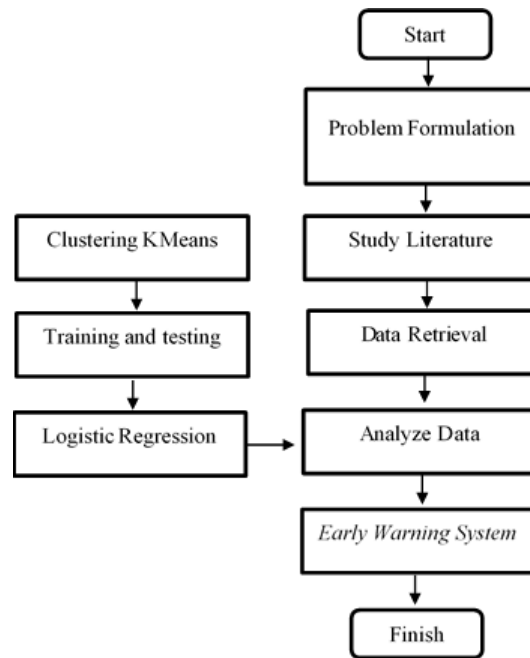 Start
Problem Formulation
Study Literature
Data Retrieval
Clustering KMeans
Training and testing
Logistic Regression
Analyze Data
Early Warning System
Finish